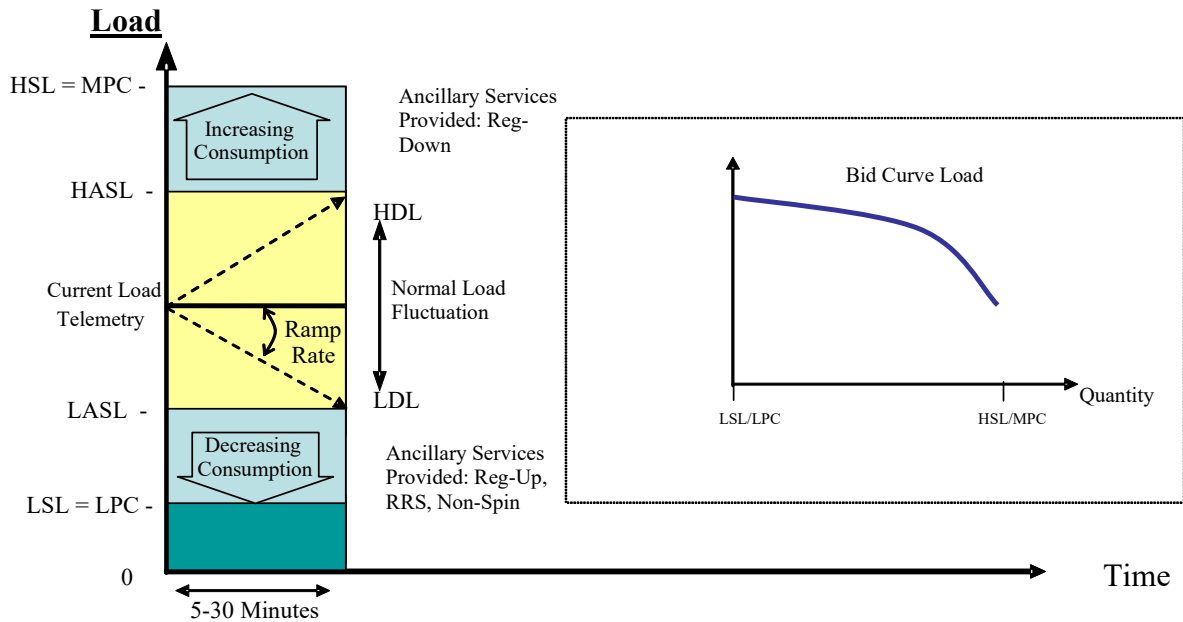 Load
HSL = MPC -
Increasing
Consumption
Ancillary Services
Provided: Reg-
Down
HASL -
HDL
Current Load
Telemetry
Normal Load
Fluctuation
Ramp
Rate
LDL
LASL -
Decreasing
Consumption
Ancillary Services
Provided: Reg-Up,
RRS, Non-Spin
LSL = LPC -
0
5-30 Minutes
Time
Bid Curve Load
Quantity
LSL/LPC
HSL/MPC